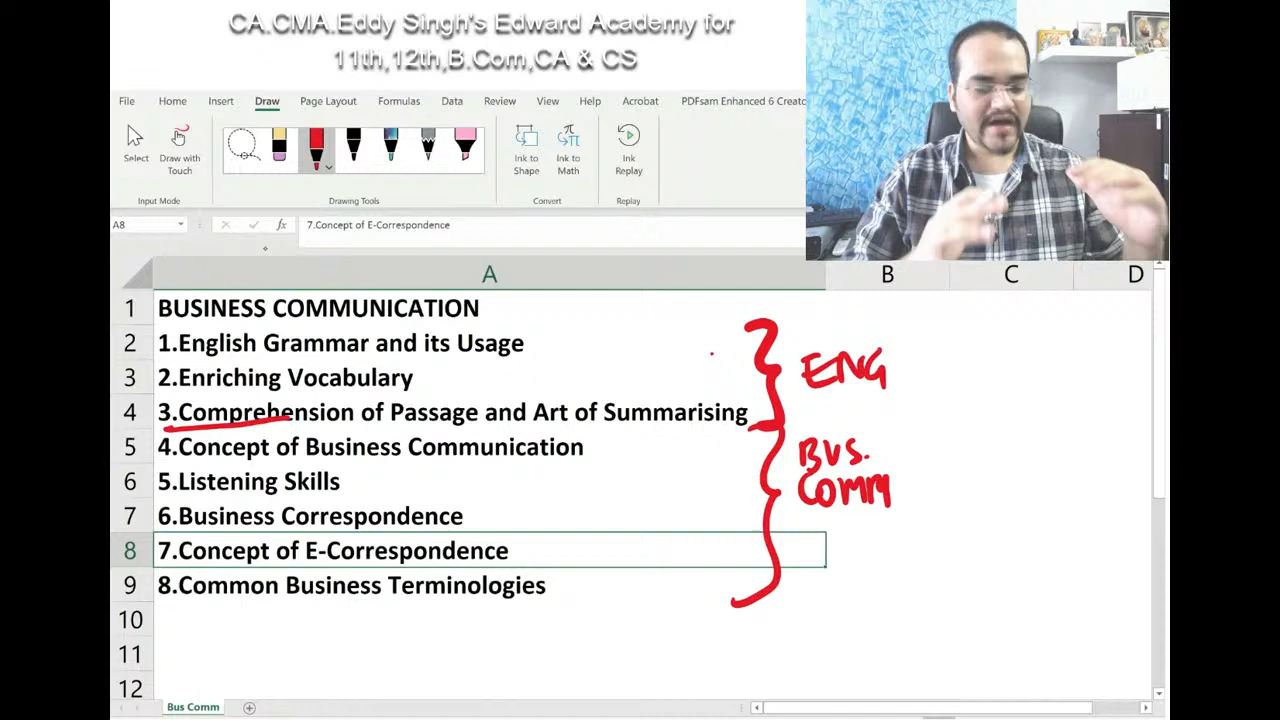 CA.CMA.Eddy Singh's Edward Academy for
11th,12th,B.Com,CA & CS
File Home Insert Draw Page Layout Formulas Data Review View Help Acrobat PDFsam Enhanced 6 Creato
Select
Draw with Touch
Ink to Shape
Ink to Math
Ink Replay
Input Mode
Drawing Tools
Convert
Replay
A8
fx
7.Concept of E-Correspondence
A B C D
1 BUSINESS COMMUNICATION
2 1.English Grammar and its Usage
3 2.Enriching Vocabulary
ENG
4 3.Comprehension of Passage and Art of Summarising
5 4.Concept of Business Communication
BUS.
6 5.Listening Skills
COMM
7 6.Business Correspondence
8 7.Concept of E-Correspondence
9 8.Common Business Terminologies
10
11
12
Bus Comm